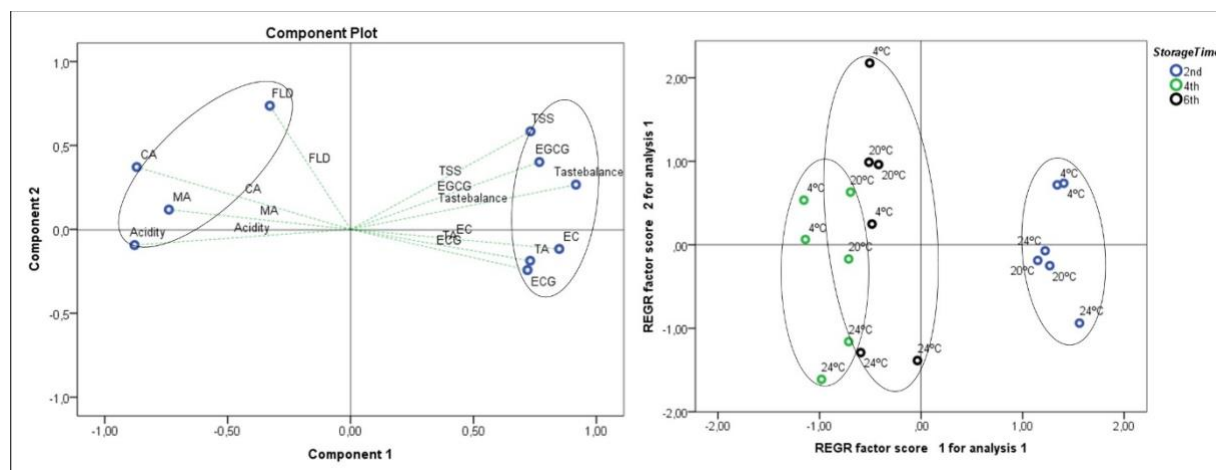 Component Plot
1,0
0,5
0,0
-0,5
-1,0
Component 2
-1,00
-0,50
0,00
0,50
1,00
Component 1
FLD
CA
MA
Acidity
FLD
CA
MA
Acidity
TSS
EGCG
Tastebalance
TSS
EGCG
Tastebalance
EC
TA
ECG
EC
TA
ECG
REGR factor score 2 for analysis 1
2,00
1,00
,00
-1,00
-2,00
-2,00
-1,00
,00
1,00
2,00
REGR factor score 1 for analysis 1
4ºC
20ºC
20ºC
4ºC
20ºC
4ºC
4ºC
20ºC
24ºC
24ºC
24ºC
24ºC
4ºC
4ºC
24ºC
20ºC
20ºC
24ºC
StorageTime
2nd
4th
6th